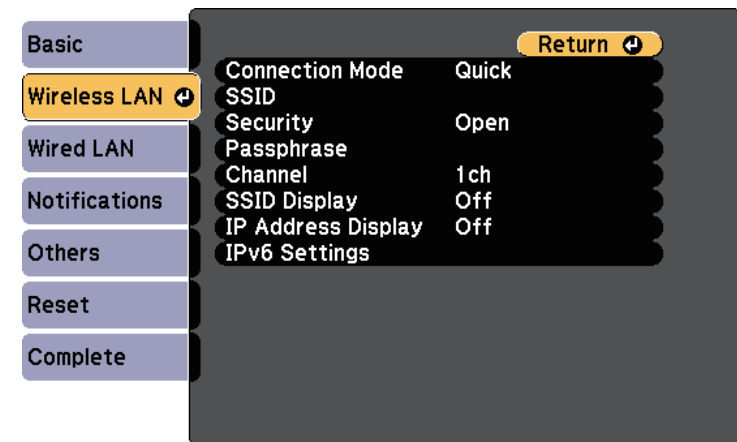 Basic
Wireless LAN
Wired LAN
Notifications
Others
Reset
Complete
Return
Connection Mode Quick
SSID
Security Open
Passphrase
Channel 1ch
SSID Display Off
IP Address Display Off
IPv6 Settings